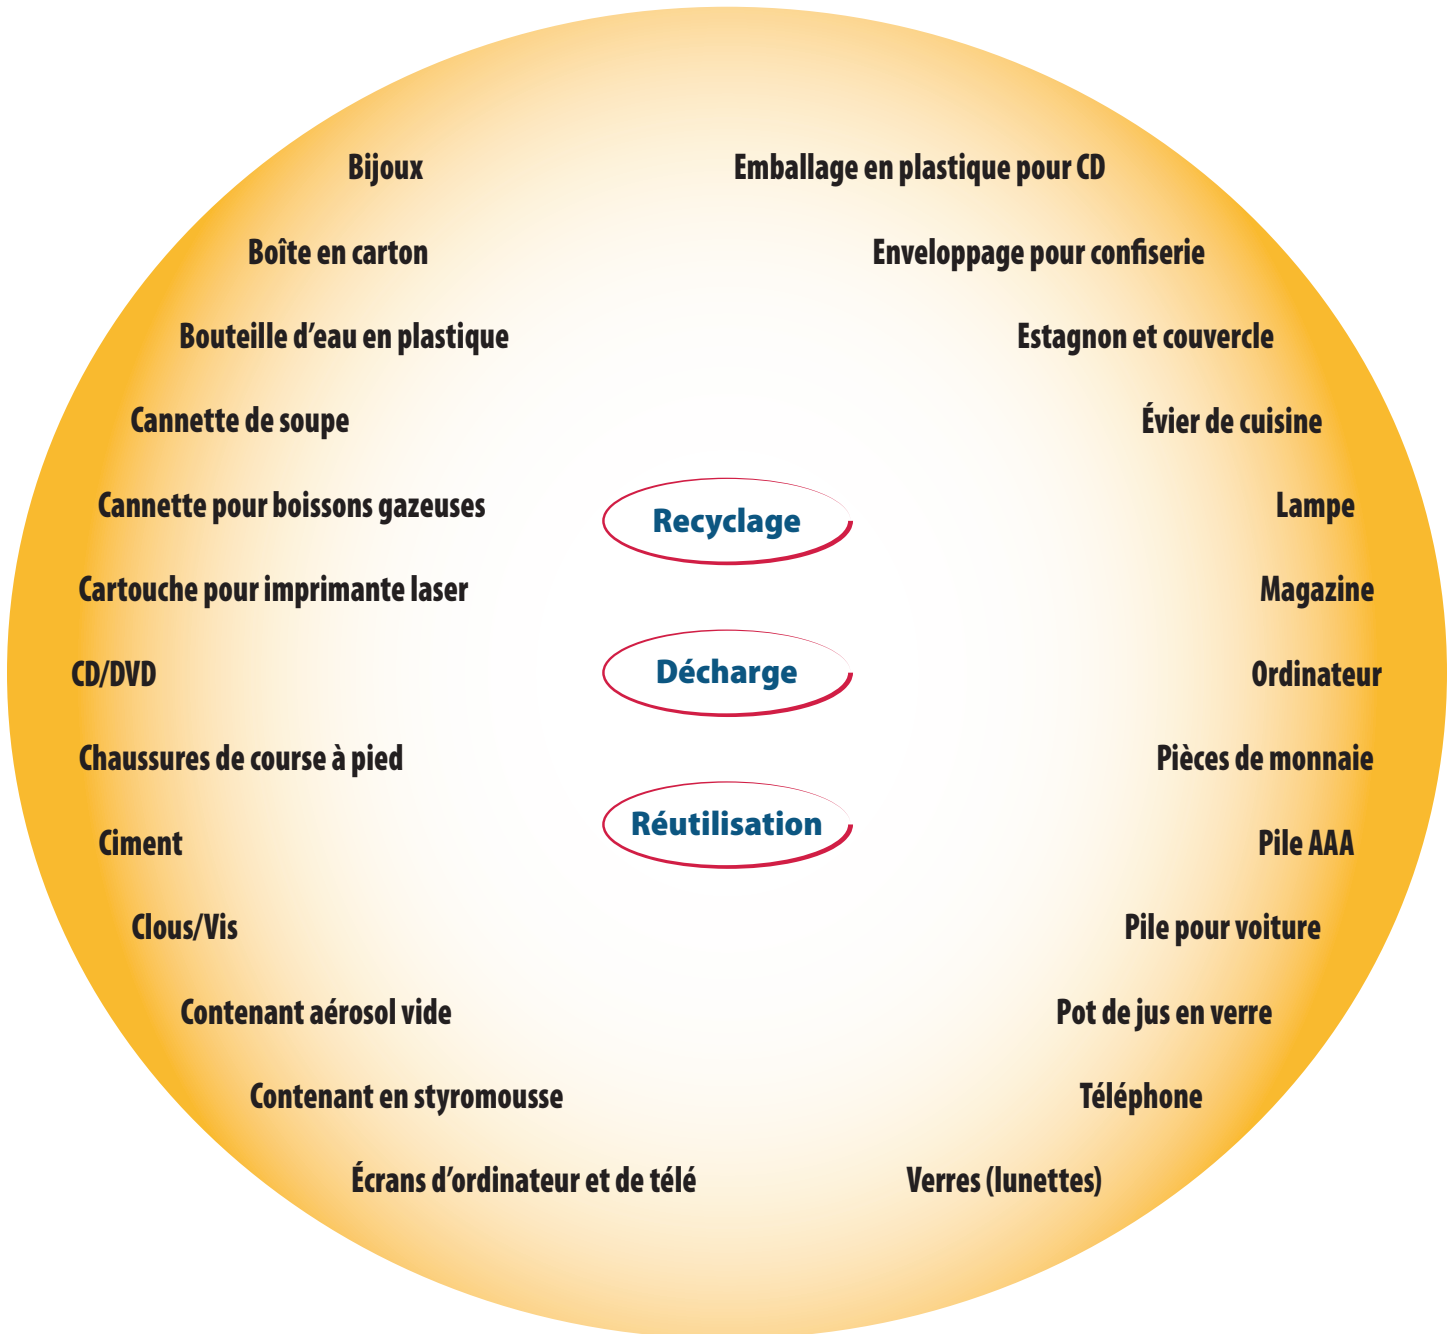 Bijoux
Boîte en carton
Bouteille d’eau en plastique
Cannette de soupe
Cannette pour boissons gazeuses
Cartouche pour imprimante laser
CD/DVD
Chaussures de course à pied
Ciment
Clous/Vis
Contenant aérosol vide
Contenant en styromousse
Écrans d’ordinateur et de télé
Recyclage
Décharge
Réutilisation
Emballage en plastique pour CD
Enveloppage pour confiserie
Estagnon et couvercle
Évier de cuisine
Lampe
Magazine
Ordinateur
Pièces de monnaie
Pile AAA
Pile pour voiture
Pot de jus en verre
Téléphone
Verres (lunettes)